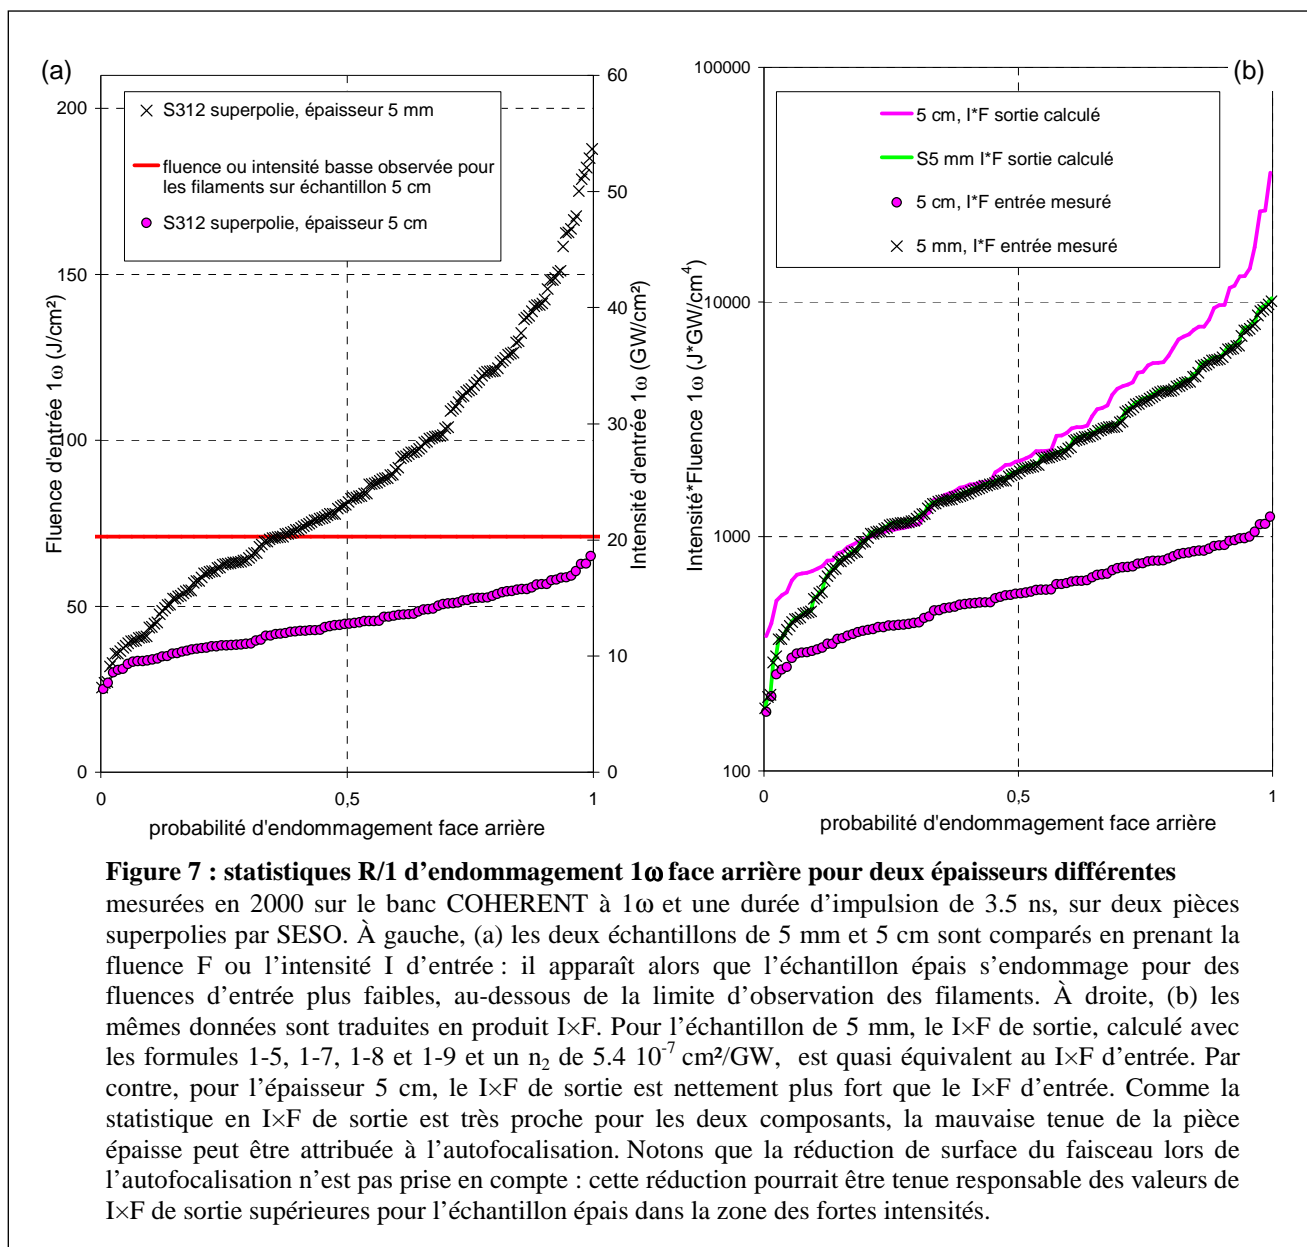 (a)
200
150
100
50
0
Fluence d'entrée 1ω (J/cm²)
× S312 superpolie, épaisseur 5 mm
fluence ou intensité basse observée pour
les filaments sur échantillon 5 cm
S312 superpolie, épaisseur 5 cm
60
50
40
30
20
10
0
Intensité d'entrée 1ω (GW/cm²)
0
0,5
1
probabilité d'endommagement face arrière
(b)
100000
10000
1000
100
Intensité*Fluence 1ω (J*GW/cm⁴)
5 cm, I*F sortie calculé
S5 mm I*F sortie calculé
5 cm, I*F entrée mesuré
× 5 mm, I*F entrée mesuré
0
0,5
1
probabilité d'endommagement face arrière
Figure 7 : statistiques R/1 d’endommagement 1ω face arrière pour deux épaisseurs différentes
mesurées en 2000 sur le banc COHERENT à 1ω et une durée d’impulsion de 3.5 ns, sur deux pièces
superpolies par SESO. À gauche, (a) les deux échantillons de 5 mm et 5 cm sont comparés en prenant la
fluence F ou l’intensité I d’entrée : il apparaît alors que l’échantillon épais s’endommage pour des
fluences d’entrée plus faibles, au-dessous de la limite d’observation des filaments. À droite, (b) les
mêmes données sont traduites en produit I×F. Pour l’échantillon de 5 mm, le I×F de sortie, calculé avec
les formules 1-5, 1-7, 1-8 et 1-9 et un n₂ de 5.4 10⁻⁷ cm²/GW, est quasi équivalent au I×F d’entrée. Par
contre, pour l’épaisseur 5 cm, le I×F de sortie est nettement plus fort que le I×F d’entrée. Comme la
statistique en I×F de sortie est très proche pour les deux composants, la mauvaise tenue de la pièce
épaisse peut être attribuée à l’autofocalisation. Notons que la réduction de surface du faisceau lors de
l’autofocalisation n’est pas prise en compte : cette réduction pourrait être tenue responsable des valeurs de
I×F de sortie supérieures pour l’échantillon épais dans la zone des fortes intensités.